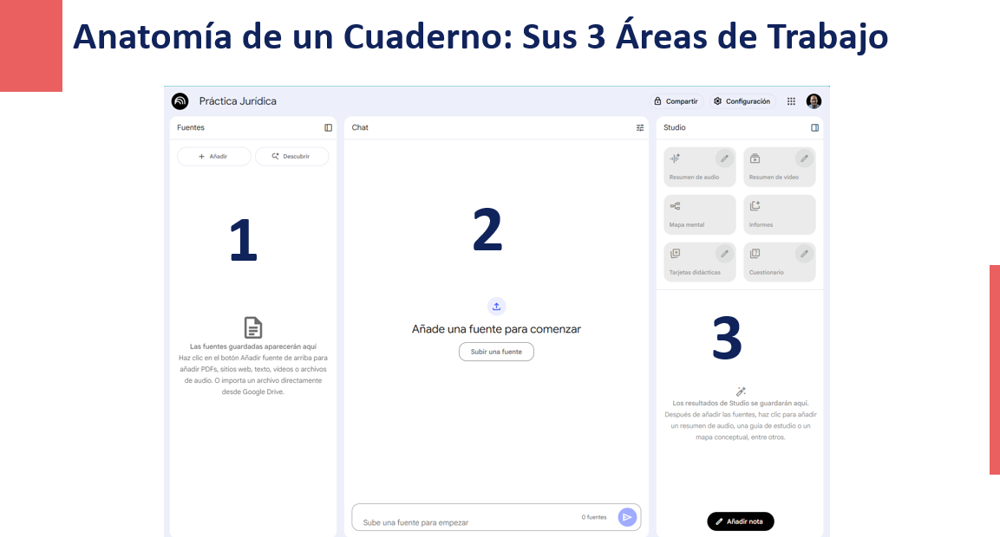 Anatomía de un Cuaderno: Sus 3 Áreas de Trabajo
Práctica Jurídica
Compartir
Configuración
Fuentes
Añadir
Descubrir
1
Las fuentes guardadas aparecerán aquí
Haz clic en el botón Añadir fuente de arriba para
añadir PDFs, sitios web, texto, vídeos o archivos
de audio. O importa un archivo directamente
desde Google Drive.
Chat
2
Añade una fuente para comenzar
Subir una fuente
Sube una fuente para empezar
0 fuentes
Studio
Resumen de audio
Resumen de vídeo
Mapa mental
Informes
Tarjetas didácticas
Cuestionario
3
Los resultados de Studio se guardarán aquí.
Después de añadir las fuentes, haz clic para añadir
un resumen de audio, una guía de estudio o un
mapa conceptual, entre otros.
Añadir nota